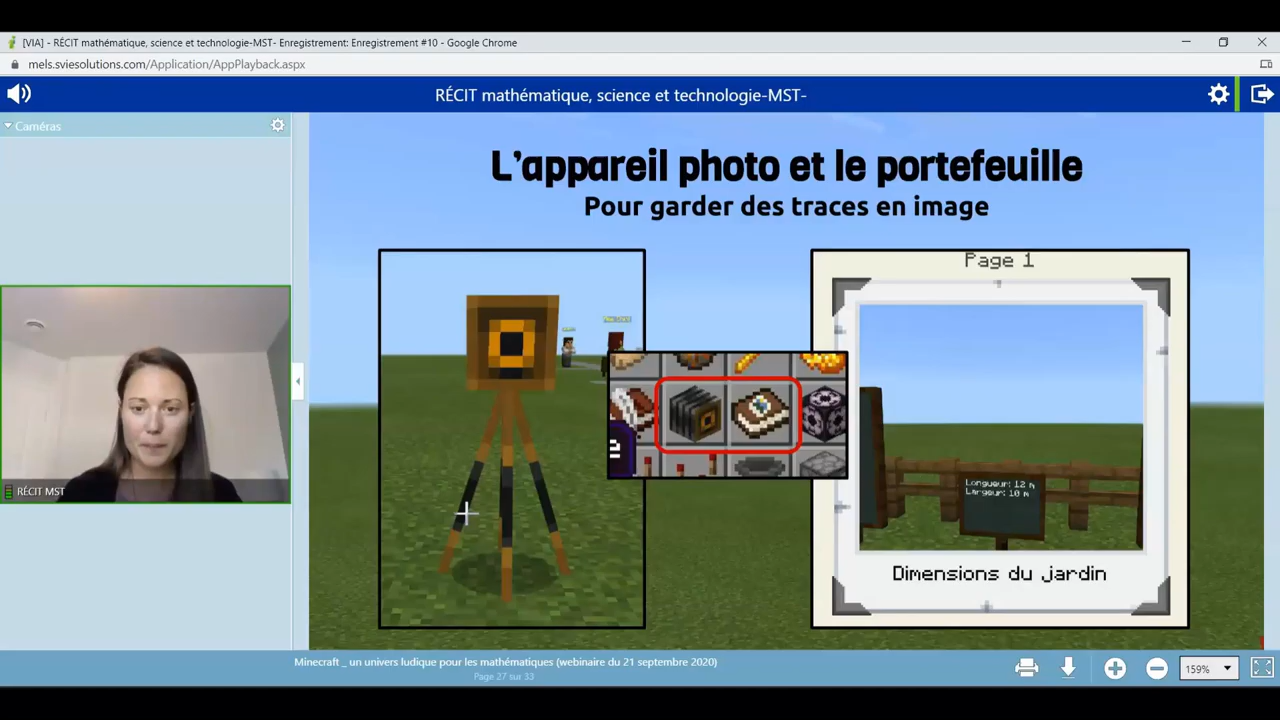 [VIA] - RÉCIT mathématique, science et technologie-MST- Enregistrement: Enregistrement #10 - Google Chrome
mels.sviesolutions.com/Application/AppPlayback.aspx
RÉCIT mathématique, science et technologie-MST-
Caméras
L'appareil photo et le portefeuille
Pour garder des traces en image
Page 1
Longueur: 12 m
Largeur: 10 m
Dimensions du jardin
RÉCIT MST
Minecraft _ un univers ludique pour les mathématiques (webinaire du 21 septembre 2020)
Page 27 sur 33
159%